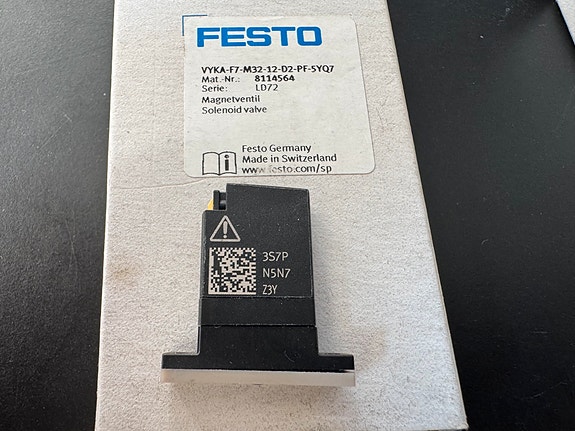 FESTO
VYKA-F7-M32-12-D2-PF-5YQ7
Mat.-Nr.: 8114564
Serie: LD72
Magnetventil
Solenoid valve
Festo Germany
Made in Switzerland
www.festo.com/sp
3S7P
N5N7
Z3Y